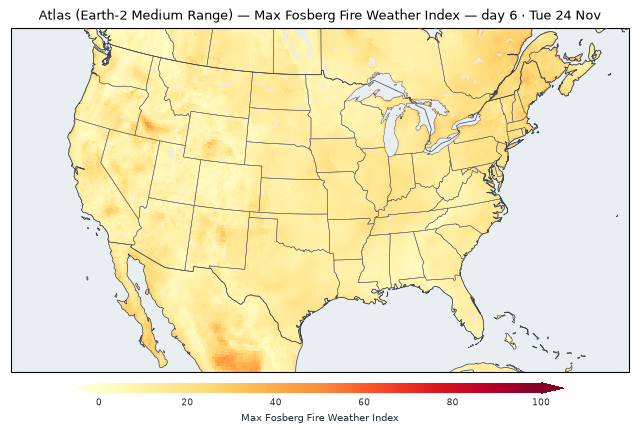 Atlas (Earth-2 Medium Range) — Max Fosberg Fire Weather Index — day 6 · Tue 24 Nov
0 20 40 60 80 100
Max Fosberg Fire Weather Index